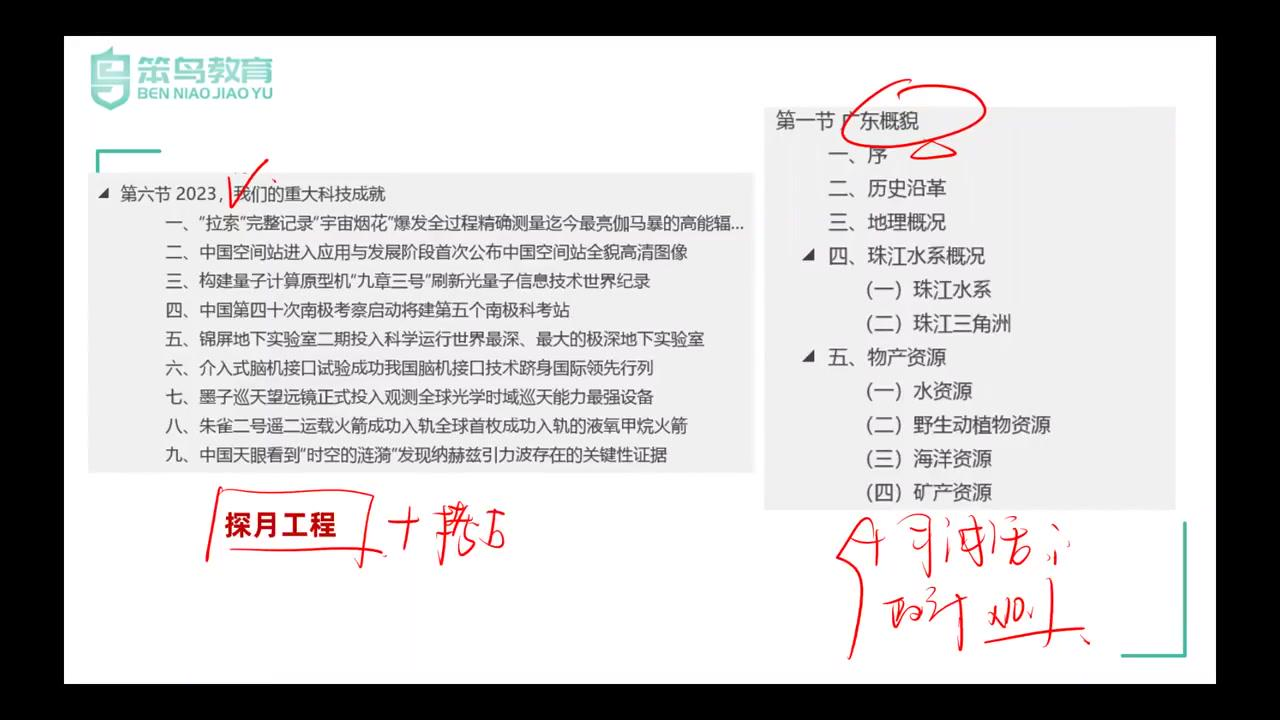 笨鸟教育
BEN NIAO JIAO YU
第六节 2023，我们的重大科技成就
一、“拉索”完整记录“宇宙烟花”爆发全过程精确测量迄今最亮伽马暴的高能辐...
二、中国空间站进入应用与发展阶段首次公布中国空间站全貌高清图像
三、构建量子计算原型机“九章三号”刷新光量子信息技术世界纪录
四、中国第四十次南极考察启动将建第五个南极科考站
五、锦屏地下实验室二期投入科学运行世界最深、最大的极深地下实验室
六、介入式脑机接口试验成功我国脑机接口技术跻身国际领先行列
七、墨子巡天望远镜正式投入观测全球光学时域巡天能力最强设备
八、朱雀二号遥二运载火箭成功入轨全球首枚成功入轨的液氧甲烷火箭
九、中国天眼看到“时空的涟漪”发现纳赫兹引力波存在的关键性证据
探月工程 + 考古
第一节 广东概貌
一、序
二、历史沿革
三、地理概况
四、珠江水系概况
（一）珠江水系
（二）珠江三角洲
五、物产资源
（一）水资源
（二）野生动植物资源
（三）海洋资源
（四）矿产资源